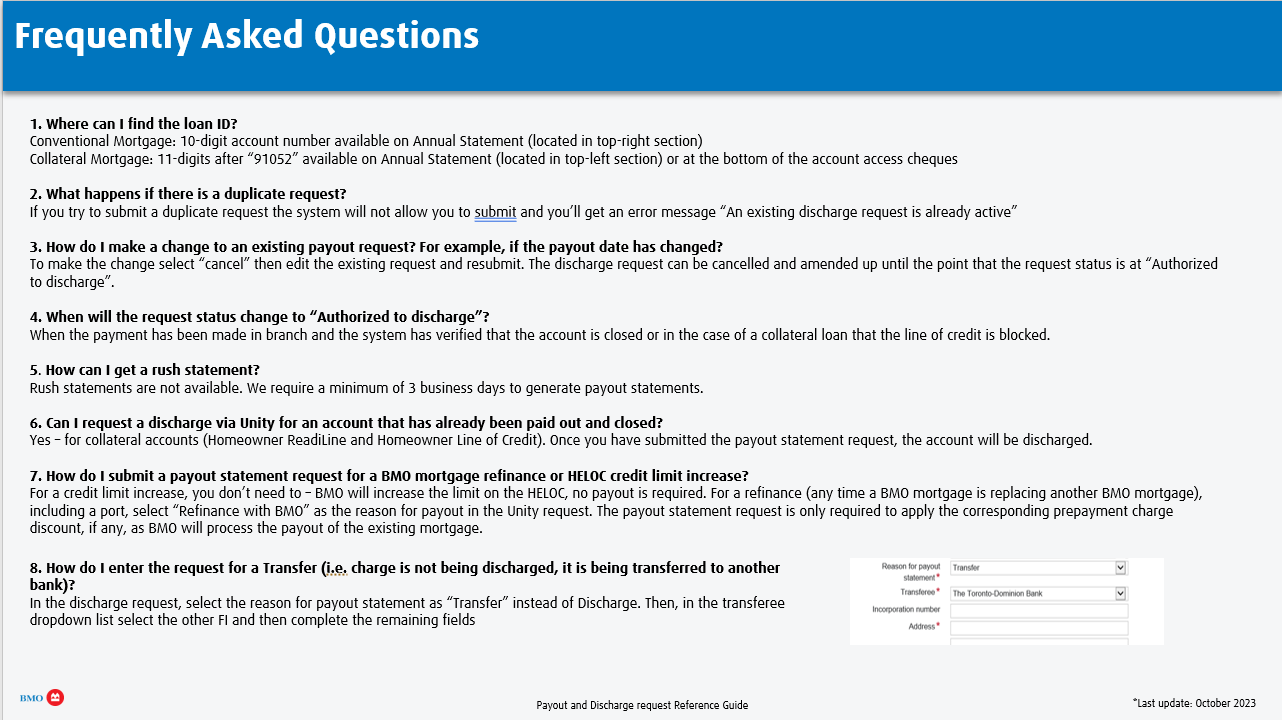 Frequently Asked Questions
1. Where can I find the loan ID?
Conventional Mortgage: 10-digit account number available on Annual Statement (located in top-right section)
Collateral Mortgage: 11-digits after “91052” available on Annual Statement (located in top-left section) or at the bottom of the account access cheques
2. What happens if there is a duplicate request?
If you try to submit a duplicate request the system will not allow you to submit and you’ll get an error message “An existing discharge request is already active”
3. How do I make a change to an existing payout request? For example, if the payout date has changed?
To make the change select “cancel” then edit the existing request and resubmit. The discharge request can be cancelled and amended up until the point that the request status is at “Authorized
to discharge”.
4. When will the request status change to “Authorized to discharge”?
When the payment has been made in branch and the system has verified that the account is closed or in the case of a collateral loan that the line of credit is blocked.
5. How can I get a rush statement?
Rush statements are not available. We require a minimum of 3 business days to generate payout statements.
6. Can I request a discharge via Unity for an account that has already been paid out and closed?
Yes – for collateral accounts (Homeowner ReadiLine and Homeowner Line of Credit). Once you have submitted the payout statement request, the account will be discharged.
7. How do I submit a payout statement request for a BMO mortgage refinance or HELOC credit limit increase?
For a credit limit increase, you don’t need to – BMO will increase the limit on the HELOC, no payout is required. For a refinance (any time a BMO mortgage is replacing another BMO mortgage),
including a port, select “Refinance with BMO” as the reason for payout in the Unity request. The payout statement request is only required to apply the corresponding prepayment charge
discount, if any, as BMO will process the payout of the existing mortgage.
8. How do I enter the request for a Transfer (i.e. charge is not being discharged, it is being transferred to another
bank)?
In the discharge request, select the reason for payout statement as “Transfer” instead of Discharge. Then, in the transferee
dropdown list select the other FI and then complete the remaining fields
Reason for payout
statement*
Transfer
Transferee* The Toronto-Dominion Bank
Incorporation number
Address*
BMO
Payout and Discharge request Reference Guide
*Last update: October 2023